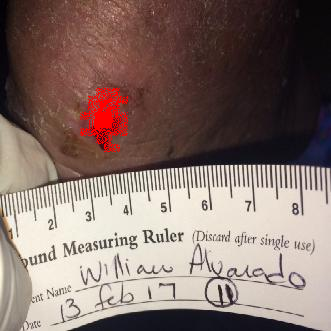 1 2 3 4 5 6 7 8
ound Measuring Ruler (Discard after single use)
ent Name William Alvarado
Date 13 feb 17 11